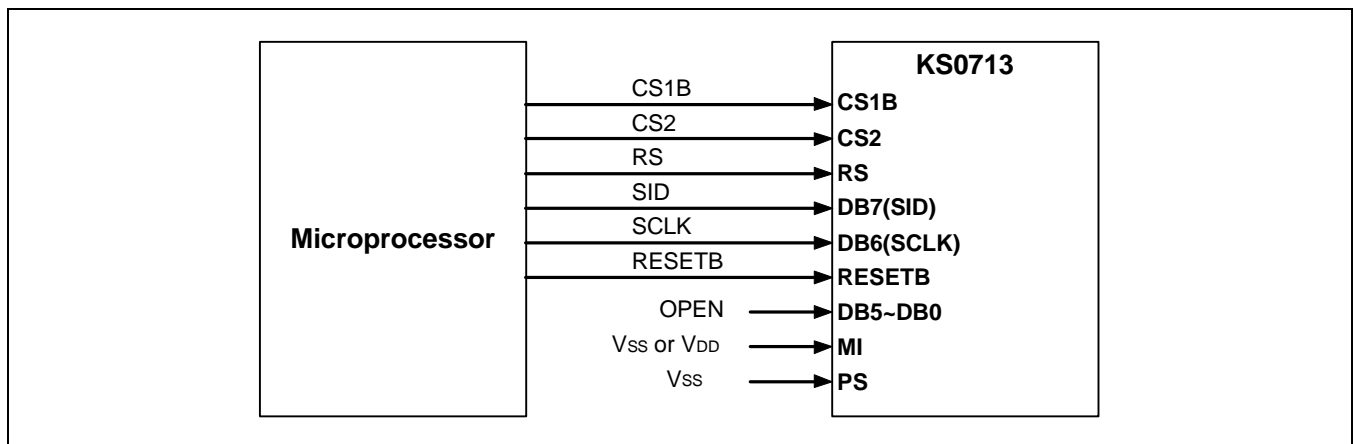 KS0713
CS1B
CS1B
CS2
CS2
RS
RS
SID
DB7(SID)
Microprocessor
SCLK
DB6(SCLK)
RESETB
RESETB
OPEN
DB5~DB0
VSS or VDD
MI
VSS
PS